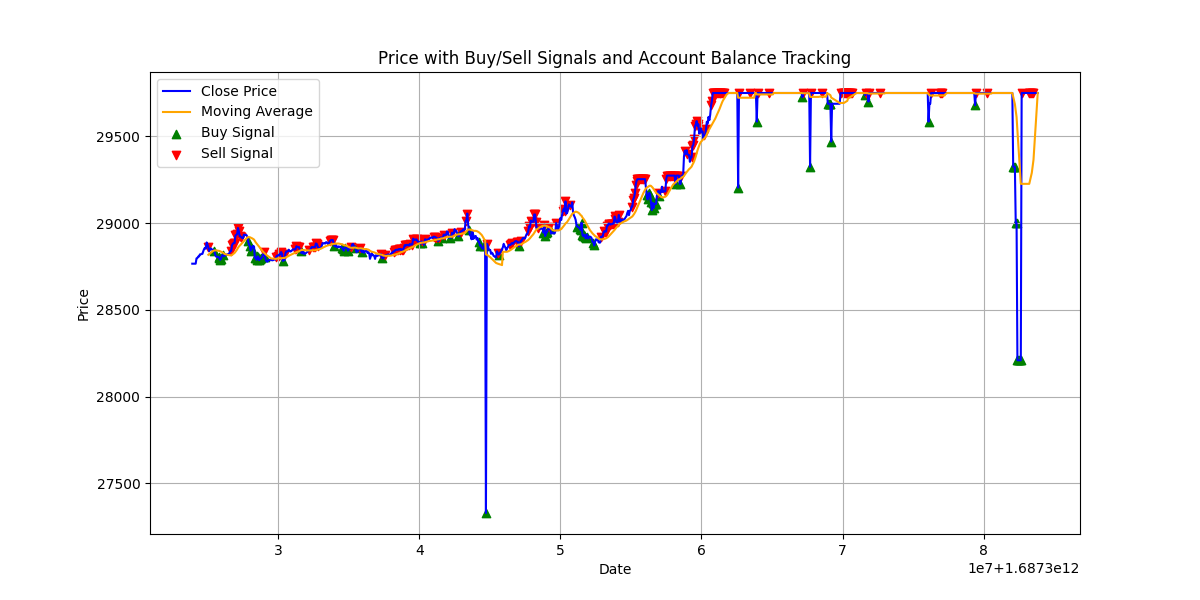 Price with Buy/Sell Signals and Account Balance Tracking
Close Price
Moving Average
Buy Signal
Sell Signal
Price
29500
29000
28500
28000
27500
3 4 5 6 7 8
Date
1e7+1.6873e12